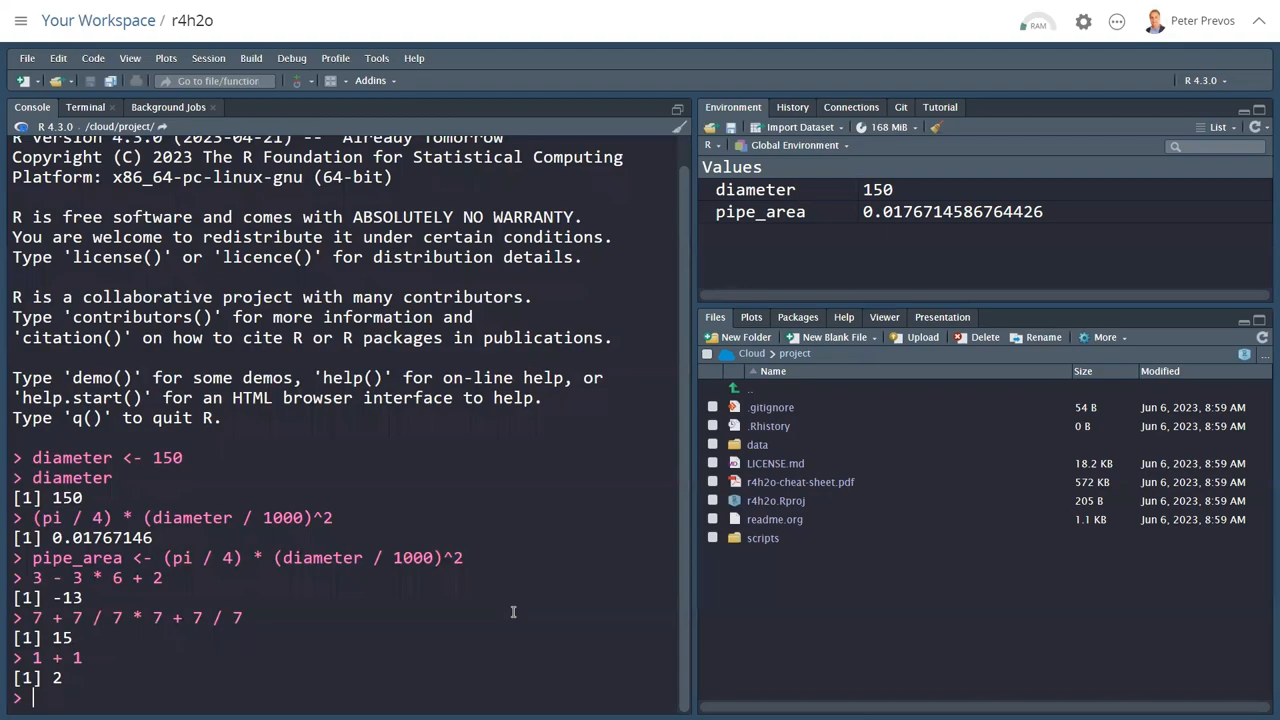 Your Workspace / r4h2o
RAM
Peter Prevos
File Edit Code View Plots Session Build Debug Profile Tools Help
Go to file/function
Addins
R 4.3.0
Console Terminal Background Jobs
R 4.3.0 . /cloud/project/
R version 4.3.0 (2023-04-21) -- "Already Tomorrow"
Copyright (C) 2023 The R Foundation for Statistical Computing
Platform: x86_64-pc-linux-gnu (64-bit)
R is free software and comes with ABSOLUTELY NO WARRANTY.
You are welcome to redistribute it under certain conditions.
Type 'license()' or 'licence()' for distribution details.
R is a collaborative project with many contributors.
Type 'contributors()' for more information and
'citation()' on how to cite R or R packages in publications.
Type 'demo()' for some demos, 'help()' for on-line help, or
'help.start()' for an HTML browser interface to help.
Type 'q()' to quit R.
> diameter <- 150
> diameter
[1] 150
> (pi / 4) * (diameter / 1000)^2
[1] 0.01767146
> pipe_area <- (pi / 4) * (diameter / 1000)^2
> 3 - 3 * 6 + 2
[1] -13
> 7 + 7 / 7 * 7 + 7 / 7
[1] 15
> 1 + 1
[1] 2
>
Environment History Connections Git Tutorial
Import Dataset 168 MiB List
R Global Environment
Values
diameter 150
pipe_area 0.0176714586764426
Files Plots Packages Help Viewer Presentation
New Folder New Blank File Upload Delete Rename More
Cloud project
Name Size Modified
..
.gitignore 54 B Jun 6, 2023, 8:59 AM
.Rhistory 0 B Jun 6, 2023, 8:59 AM
data
LICENSE.md 18.2 KB Jun 6, 2023, 8:59 AM
r4h2o-cheat-sheet.pdf 572 KB Jun 6, 2023, 8:59 AM
r4h2o.Rproj 205 B Jun 6, 2023, 8:59 AM
readme.org 1.1 KB Jun 6, 2023, 8:59 AM
scripts